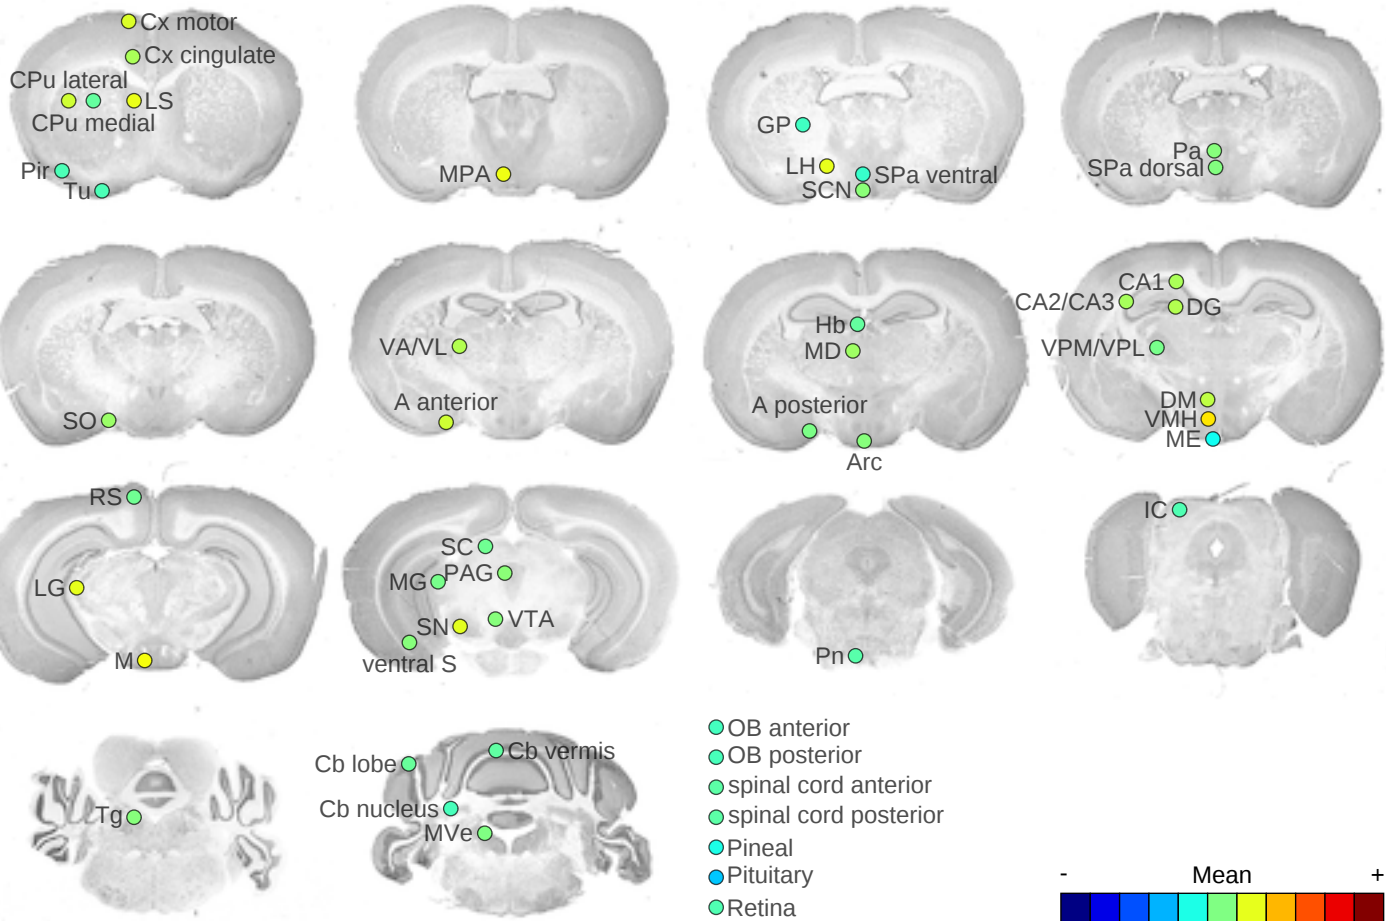 Cx motor
Cx cingulate
CPu lateral
LS
CPu medial
Pir
Tu
MPA
GP
LH
SPa ventral
SCN
Pa
SPa dorsal
SO
VA/VL
A anterior
Hb
MD
A posterior
Arc
CA1
CA2/CA3
DG
VPM/VPL
DM
VMH
ME
RS
LG
M
SC
PAG
MG
VTA
SN
ventral S
Pn
IC
Tg
Cb vermis
Cb lobe
Cb nucleus
MVe
OB anterior
OB posterior
spinal cord anterior
spinal cord posterior
Pineal
Pituitary
Retina
- Mean +